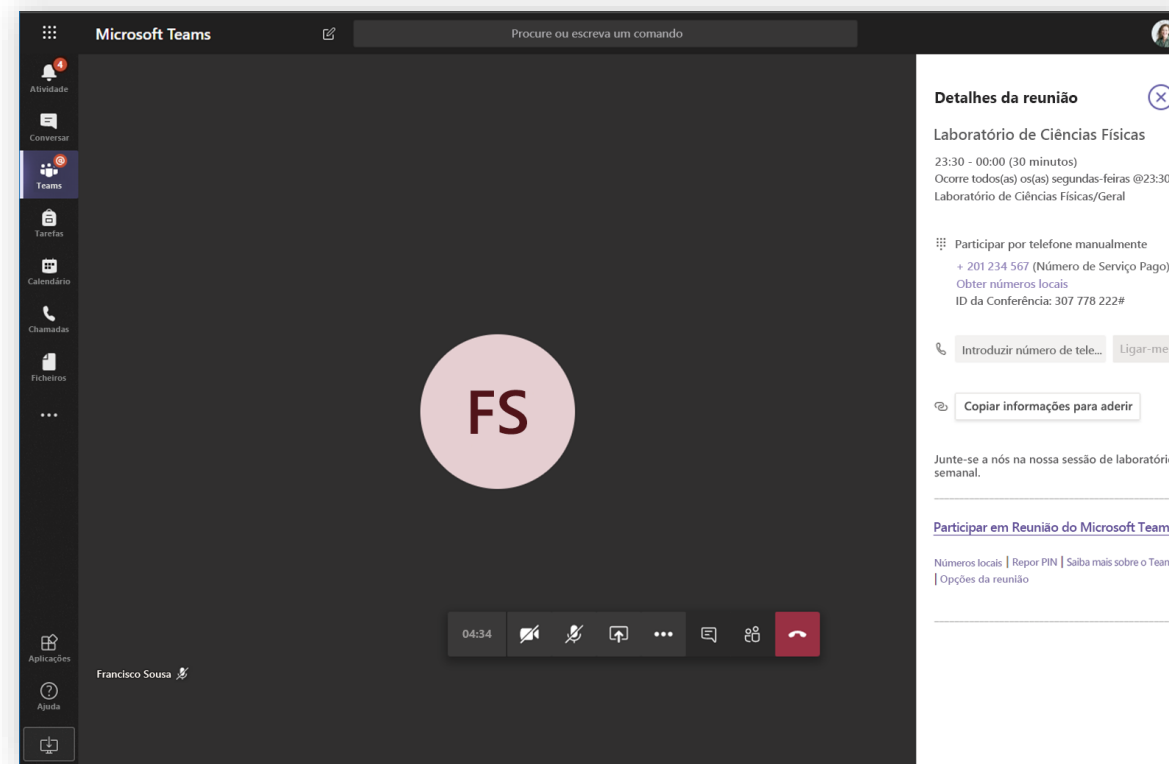 Microsoft Teams
Procure ou escreva um comando
4
Atividade
Conversar
@
Teams
Tarefas
Calendário
Chamadas
Ficheiros
Aplicações
Ajuda
FS
04:34
Francisco Sousa
Detalhes da reunião
Laboratório de Ciências Físicas
23:30 - 00:00 (30 minutos)
Ocorre todos(as) os(as) segundas-feiras @23:30
Laboratório de Ciências Físicas/Geral
Participar por telefone manualmente
+ 201 234 567 (Número de Serviço Pago)
Obter números locais
ID da Conferência: 307 778 222#
Introduzir número de tele... Ligar-me
Copiar informações para aderir
Junte-se a nós na nossa sessão de laboratóri
semanal.
Participar em Reunião do Microsoft Team
Números locais | Repor PIN | Saiba mais sobre o Team
| Opções da reunião